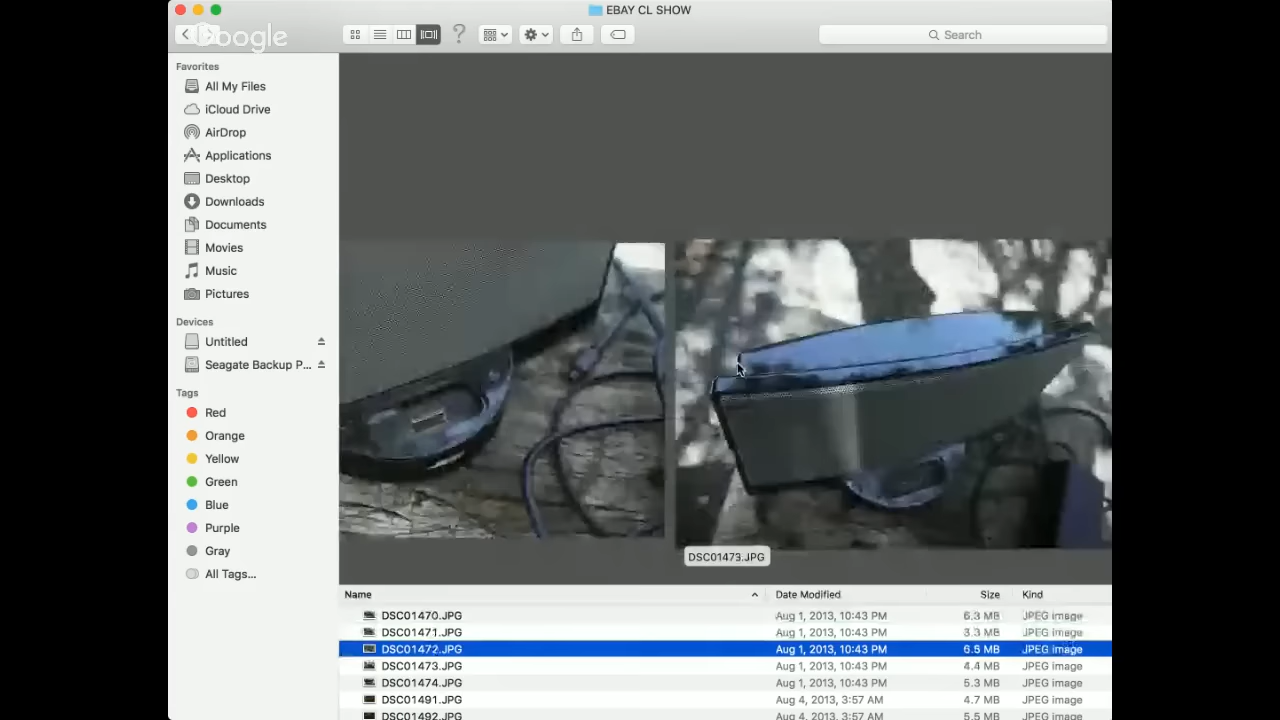 EBAY CL SHOW
Google
Search
Favorites
All My Files
iCloud Drive
AirDrop
Applications
Desktop
Downloads
Documents
Movies
Music
Pictures
Devices
Untitled
Seagate Backup P...
Tags
Red
Orange
Yellow
Green
Blue
Purple
Gray
All Tags...
DSC01473.JPG
Name Date Modified Size Kind
DSC01470.JPG Aug 1, 2013, 10:43 PM 6.3 MB JPEG image
DSC01471.JPG Aug 1, 2013, 10:43 PM 3.3 MB JPEG image
DSC01472.JPG Aug 1, 2013, 10:43 PM 6.5 MB JPEG image
DSC01473.JPG Aug 1, 2013, 10:43 PM 4.4 MB JPEG image
DSC01474.JPG Aug 1, 2013, 10:43 PM 5.3 MB JPEG image
DSC01491.JPG Aug 4, 2013, 3:57 AM 4.7 MB JPEG image
DSC01492.JPG Aug 4, 2013, 3:57 AM 5.5 MB JPEG image